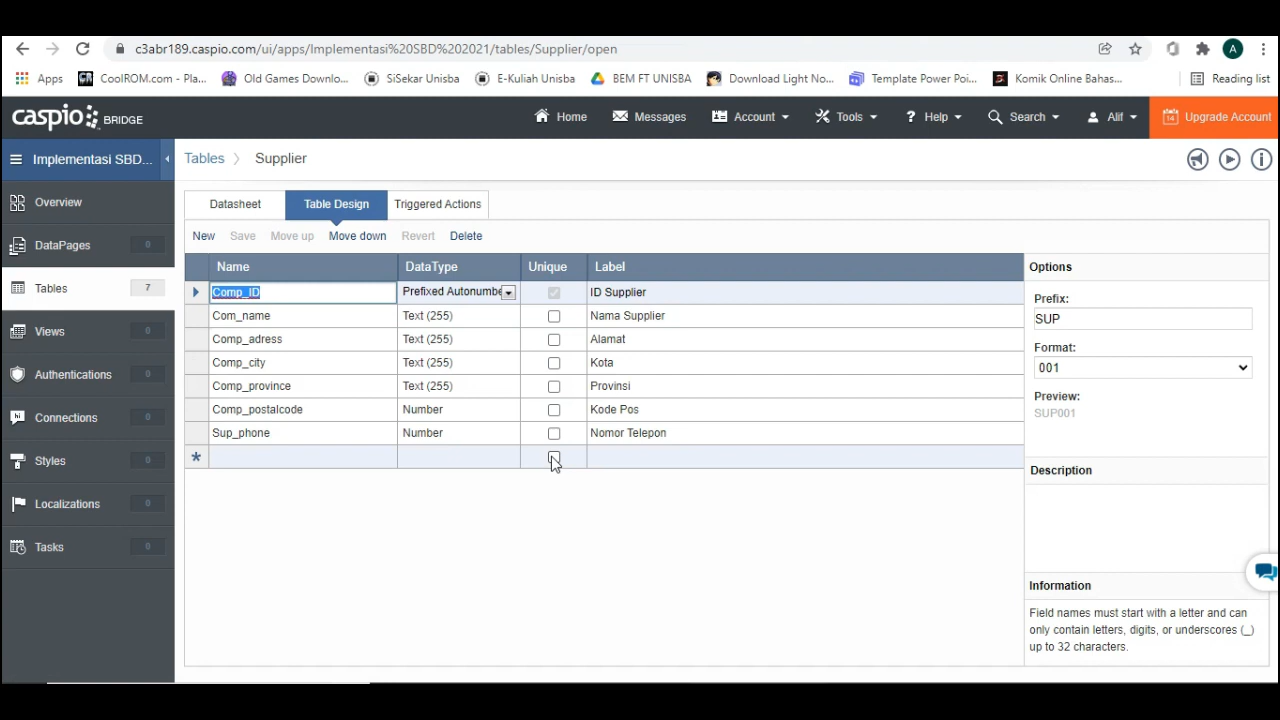 c3abr189.caspio.com/ui/apps/Implementasi%20SBD%202021/tables/Supplier/open
A
Apps
CoolROM.com - Pla...
Old Games Downlo...
SiSekar Unisba
E-Kuliah Unisba
BEM FT UNISBA
Download Light No...
Template Power Poi...
Komik Online Bahas...
Reading list
caspio BRIDGE
Home
Messages
Account
Tools
? Help
Search
Alif
14 Upgrade Account
Implementasi SBD...
Tables
Supplier
Overview
DataPages 0
Tables 7
Views 0
Authentications 0
Connections 0
Styles 0
Localizations 0
Tasks 0
Datasheet
Table Design
Triggered Actions
New Save Move up Move down Revert Delete
Name DataType Unique Label
Comp_ID Prefixed Autonumbe ID Supplier
Com_name Text (255) Nama Supplier
Comp_adress Text (255) Alamat
Comp_city Text (255) Kota
Comp_province Text (255) Provinsi
Comp_postalcode Number Kode Pos
Sup_phone Number Nomor Telepon
*
Options
Prefix:
SUP
Format:
001
Preview:
SUP001
Description
Information
Field names must start with a letter and can
only contain letters, digits, or underscores (_)
up to 32 characters.